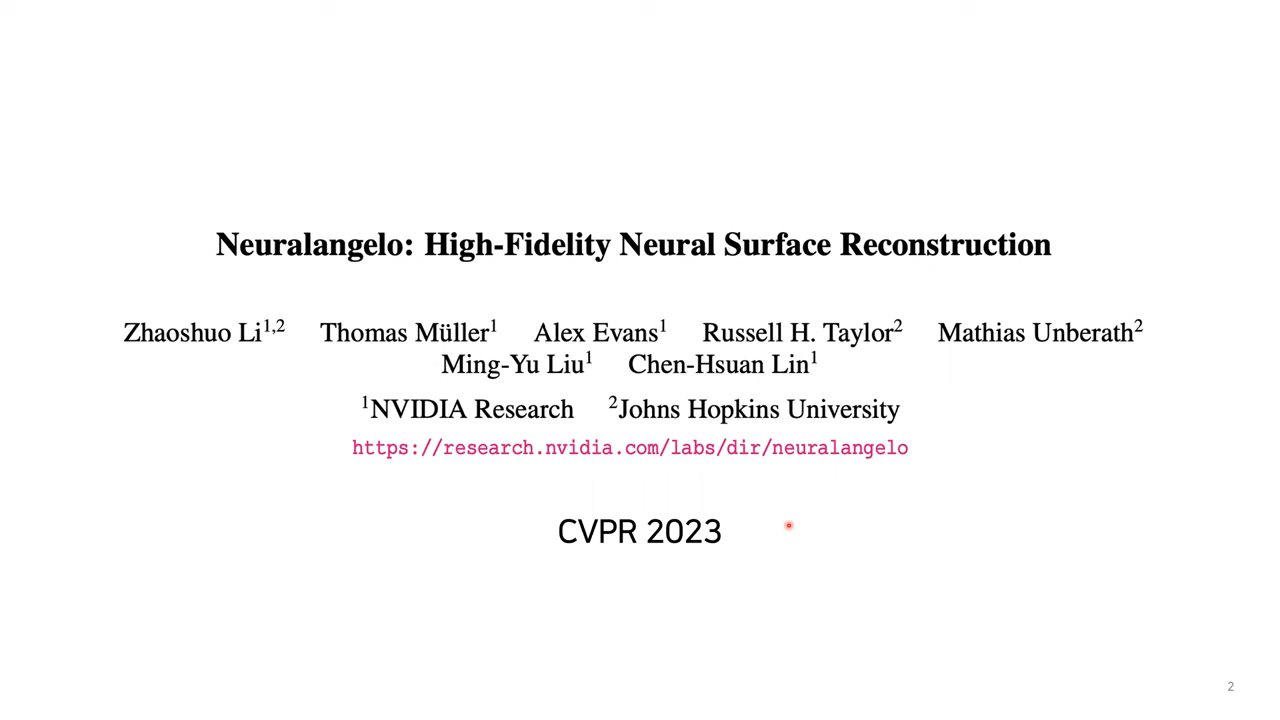 Neuralangelo: High-Fidelity Neural Surface Reconstruction
Zhaoshuo Li1,2 Thomas Müller1 Alex Evans1 Russell H. Taylor2 Mathias Unberath2
Ming-Yu Liu1 Chen-Hsuan Lin1
1NVIDIA Research 2Johns Hopkins University
https://research.nvidia.com/labs/dir/neuralangelo
CVPR 2023
2